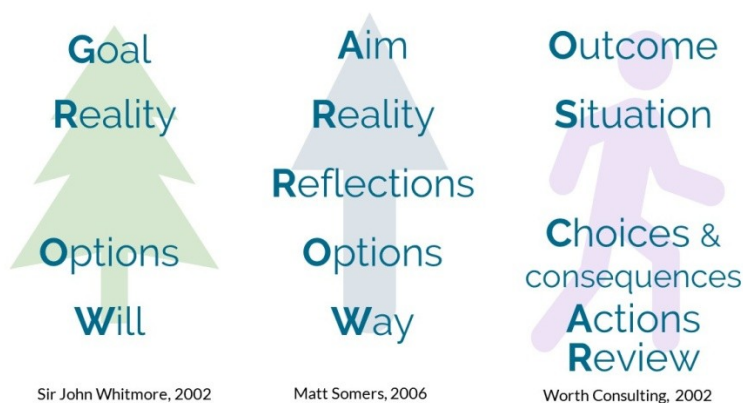 Goal
Reality
Options
Will
Sir John Whitmore, 2002
Aim
Reality
Reflections
Options
Way
Matt Somers, 2006
Outcome
Situation
Choices &
consequences
Actions
Review
Worth Consulting, 2002